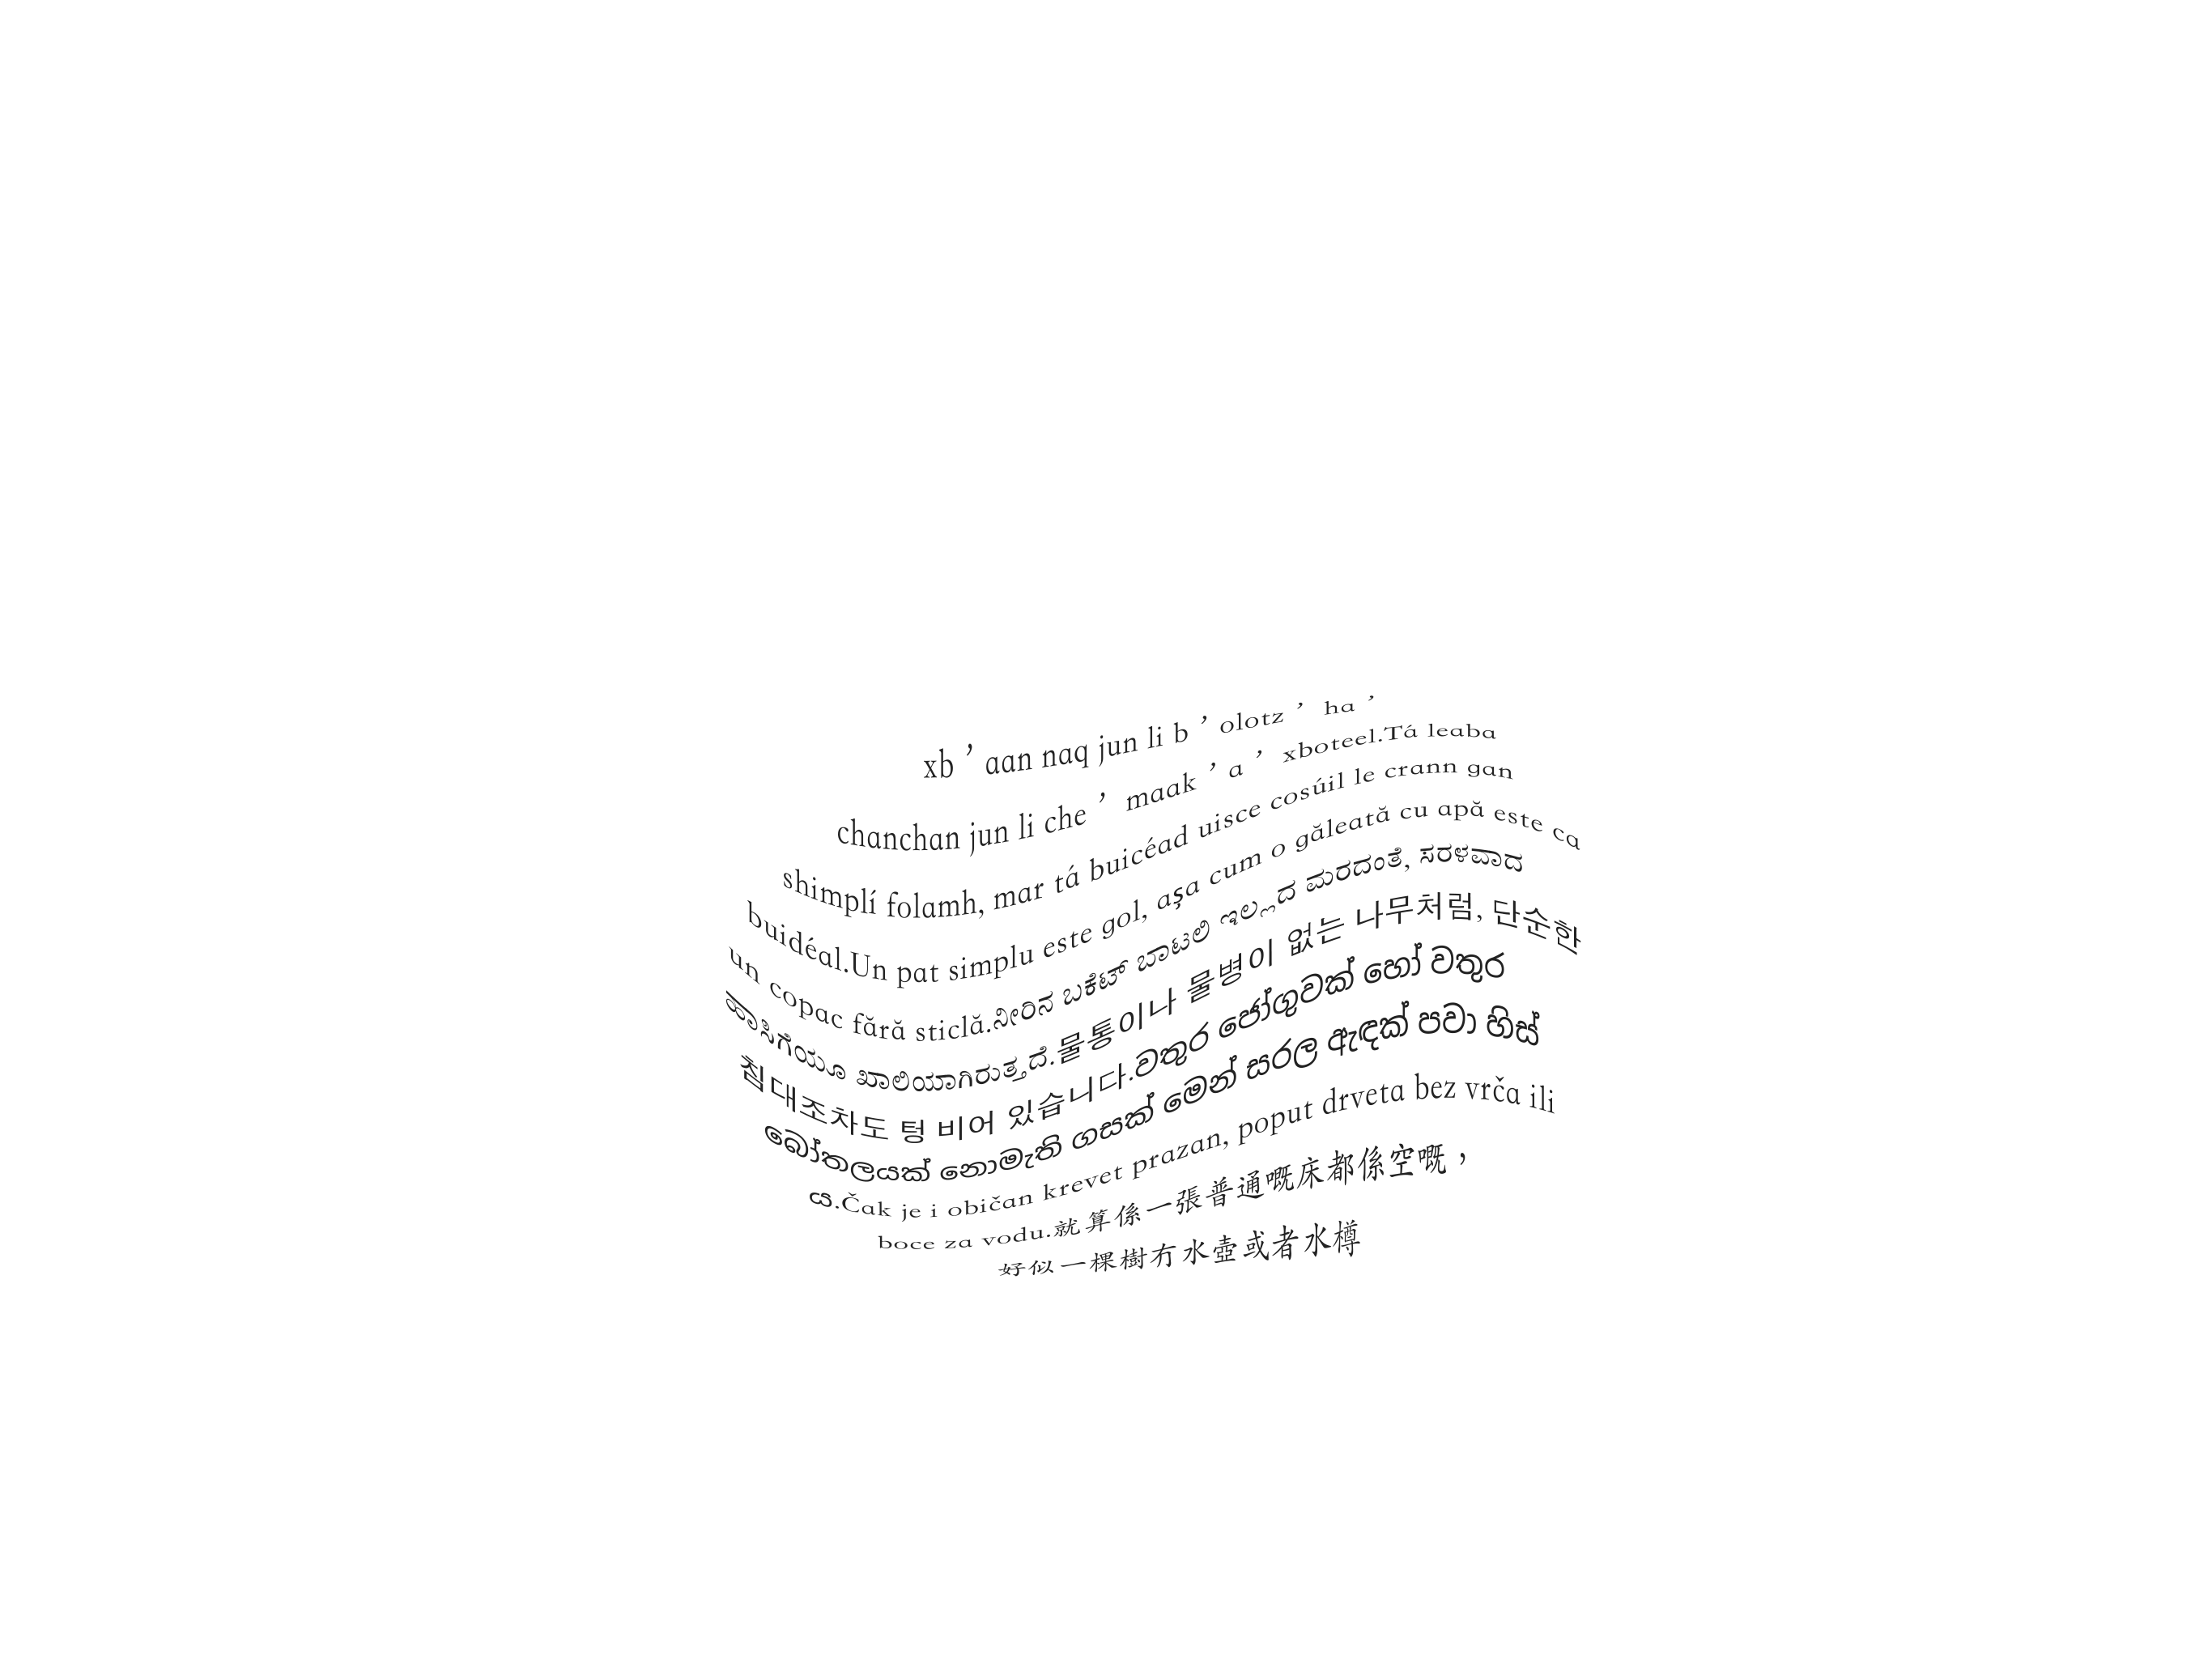 xb’aan naq jun li b’olotz’ ha’
chanchan jun li che’ maak’a’ xboteel.Tá leaba
shimplí folamh, mar tá buicéad uisce cosúil le crann gan
buidéal.Un pat simplu este gol, așa cum o găleată cu apă este ca
un copac fără sticlă.ನೀರಿನ ಬಕೆಟ್ ಬಾಟಲಿ ಇಲ್ಲದ ಮರದಂತೆ, ಸರಳವಾದ
ಹಾಸಿಗೆಯೂ ಖಾಲಿಯಾಗಿರುತ್ತದೆ.물통이나 물병이 없는 나무처럼, 단순한
침대조차도 텅 비어 있습니다.වතුර ජෝගුවක් හෝ වතුර
බෝතලයක් නොමැති ගසක් මෙන් සරල ඇඳක් පවා හිස්
ය.Čak je i običan krevet prazan, poput drveta bez vrča ili
boce za vodu.就算係一張普通嘅床都係空嘅，
好似一棵樹冇水壺或者水樽